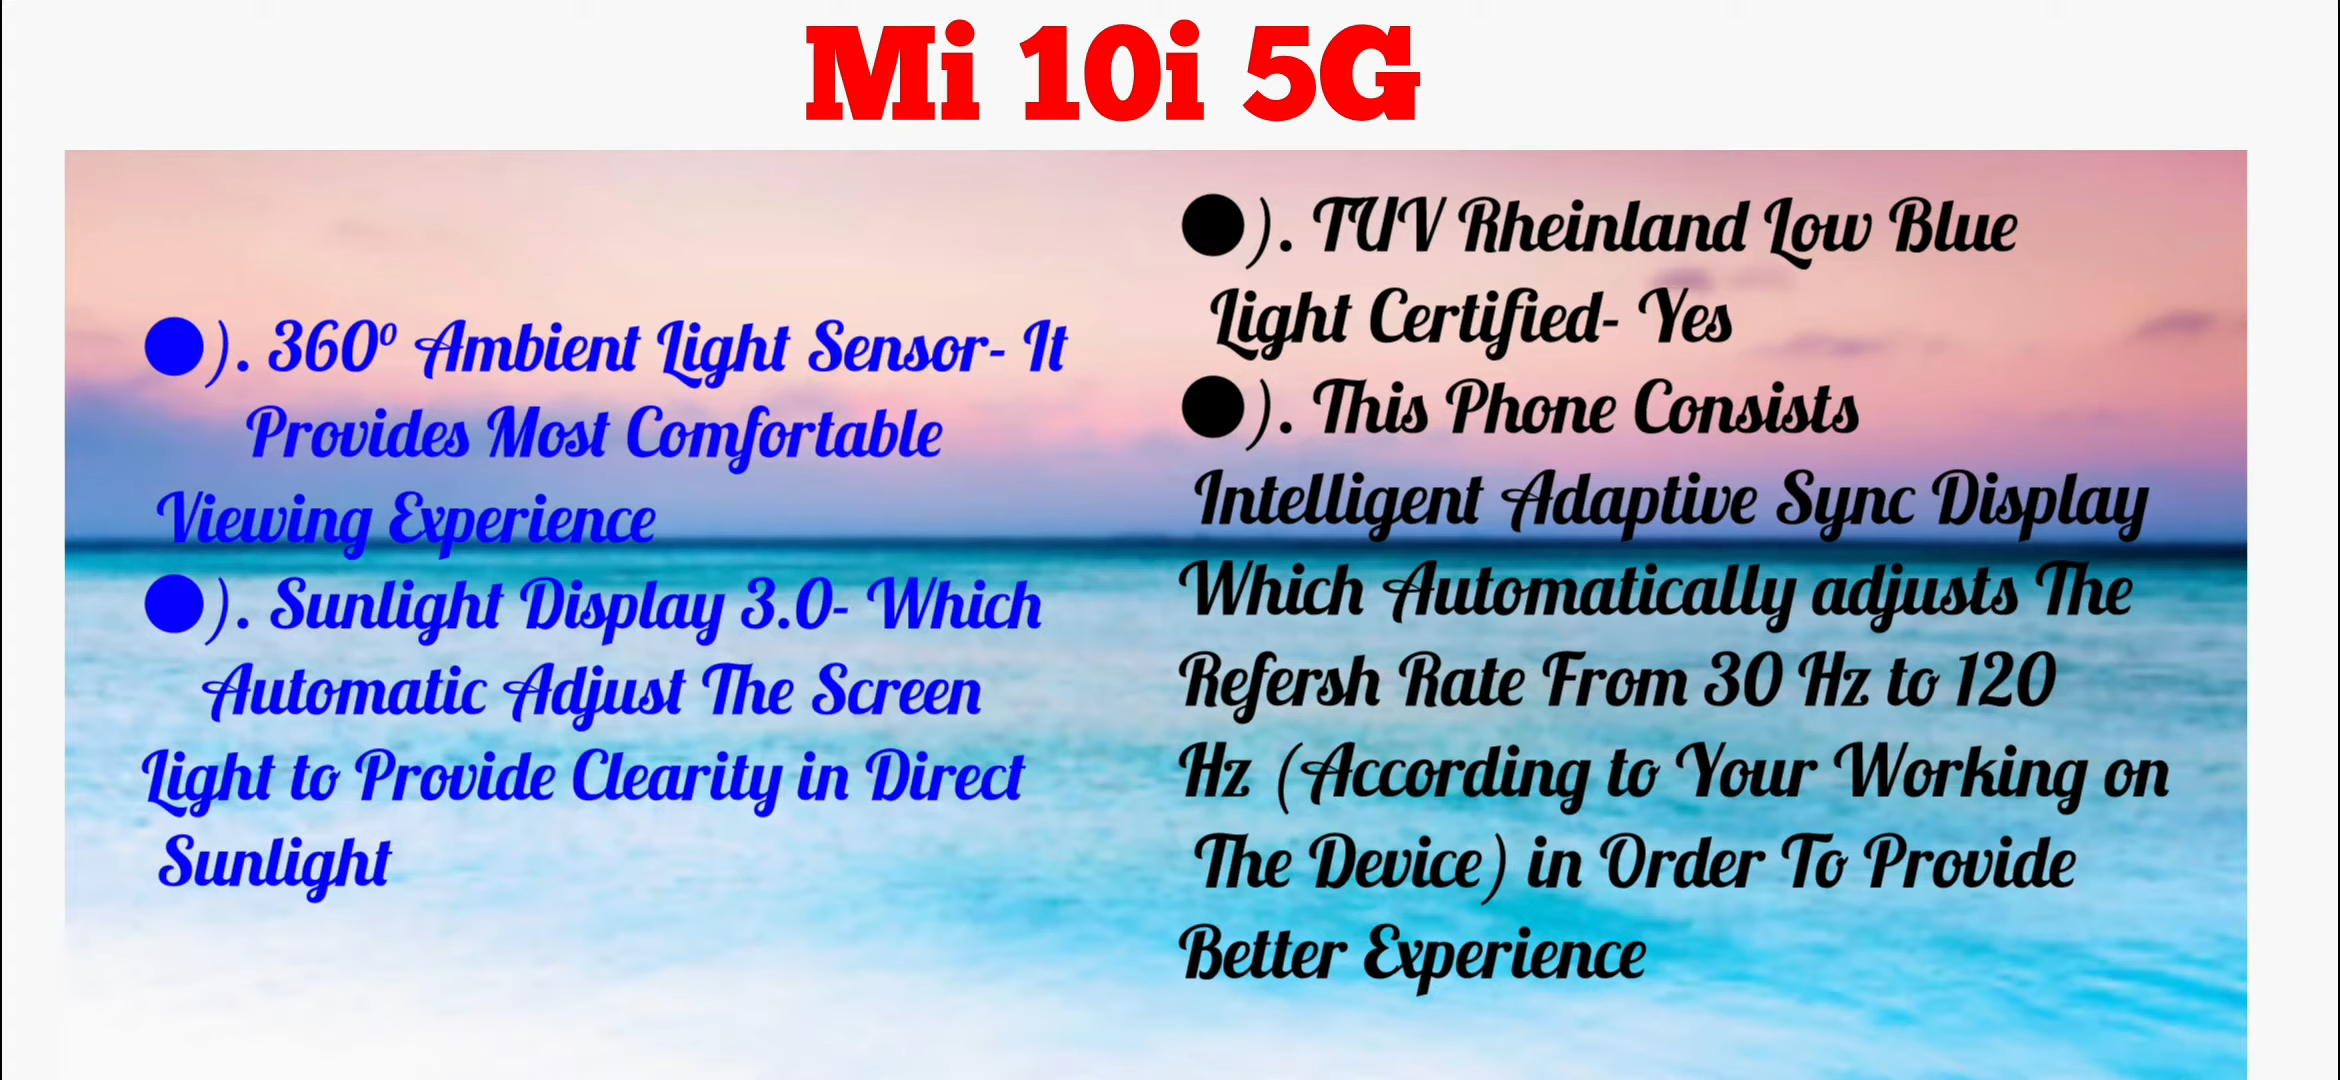 Mi 10i 5G
●). 360° Ambient Light Sensor- It
Provides Most Comfortable
Viewing Experience
●). Sunlight Display 3.0- Which
Automatic Adjust The Screen
Light to Provide Clearity in Direct
Sunlight
●). TUV Rheinland Low Blue
Light Certified- Yes
●). This Phone Consists
Intelligent Adaptive Sync Display
Which Automatically adjusts The
Refersh Rate From 30 Hz to 120
Hz (According to Your Working on
The Device) in Order To Provide
Better Experience